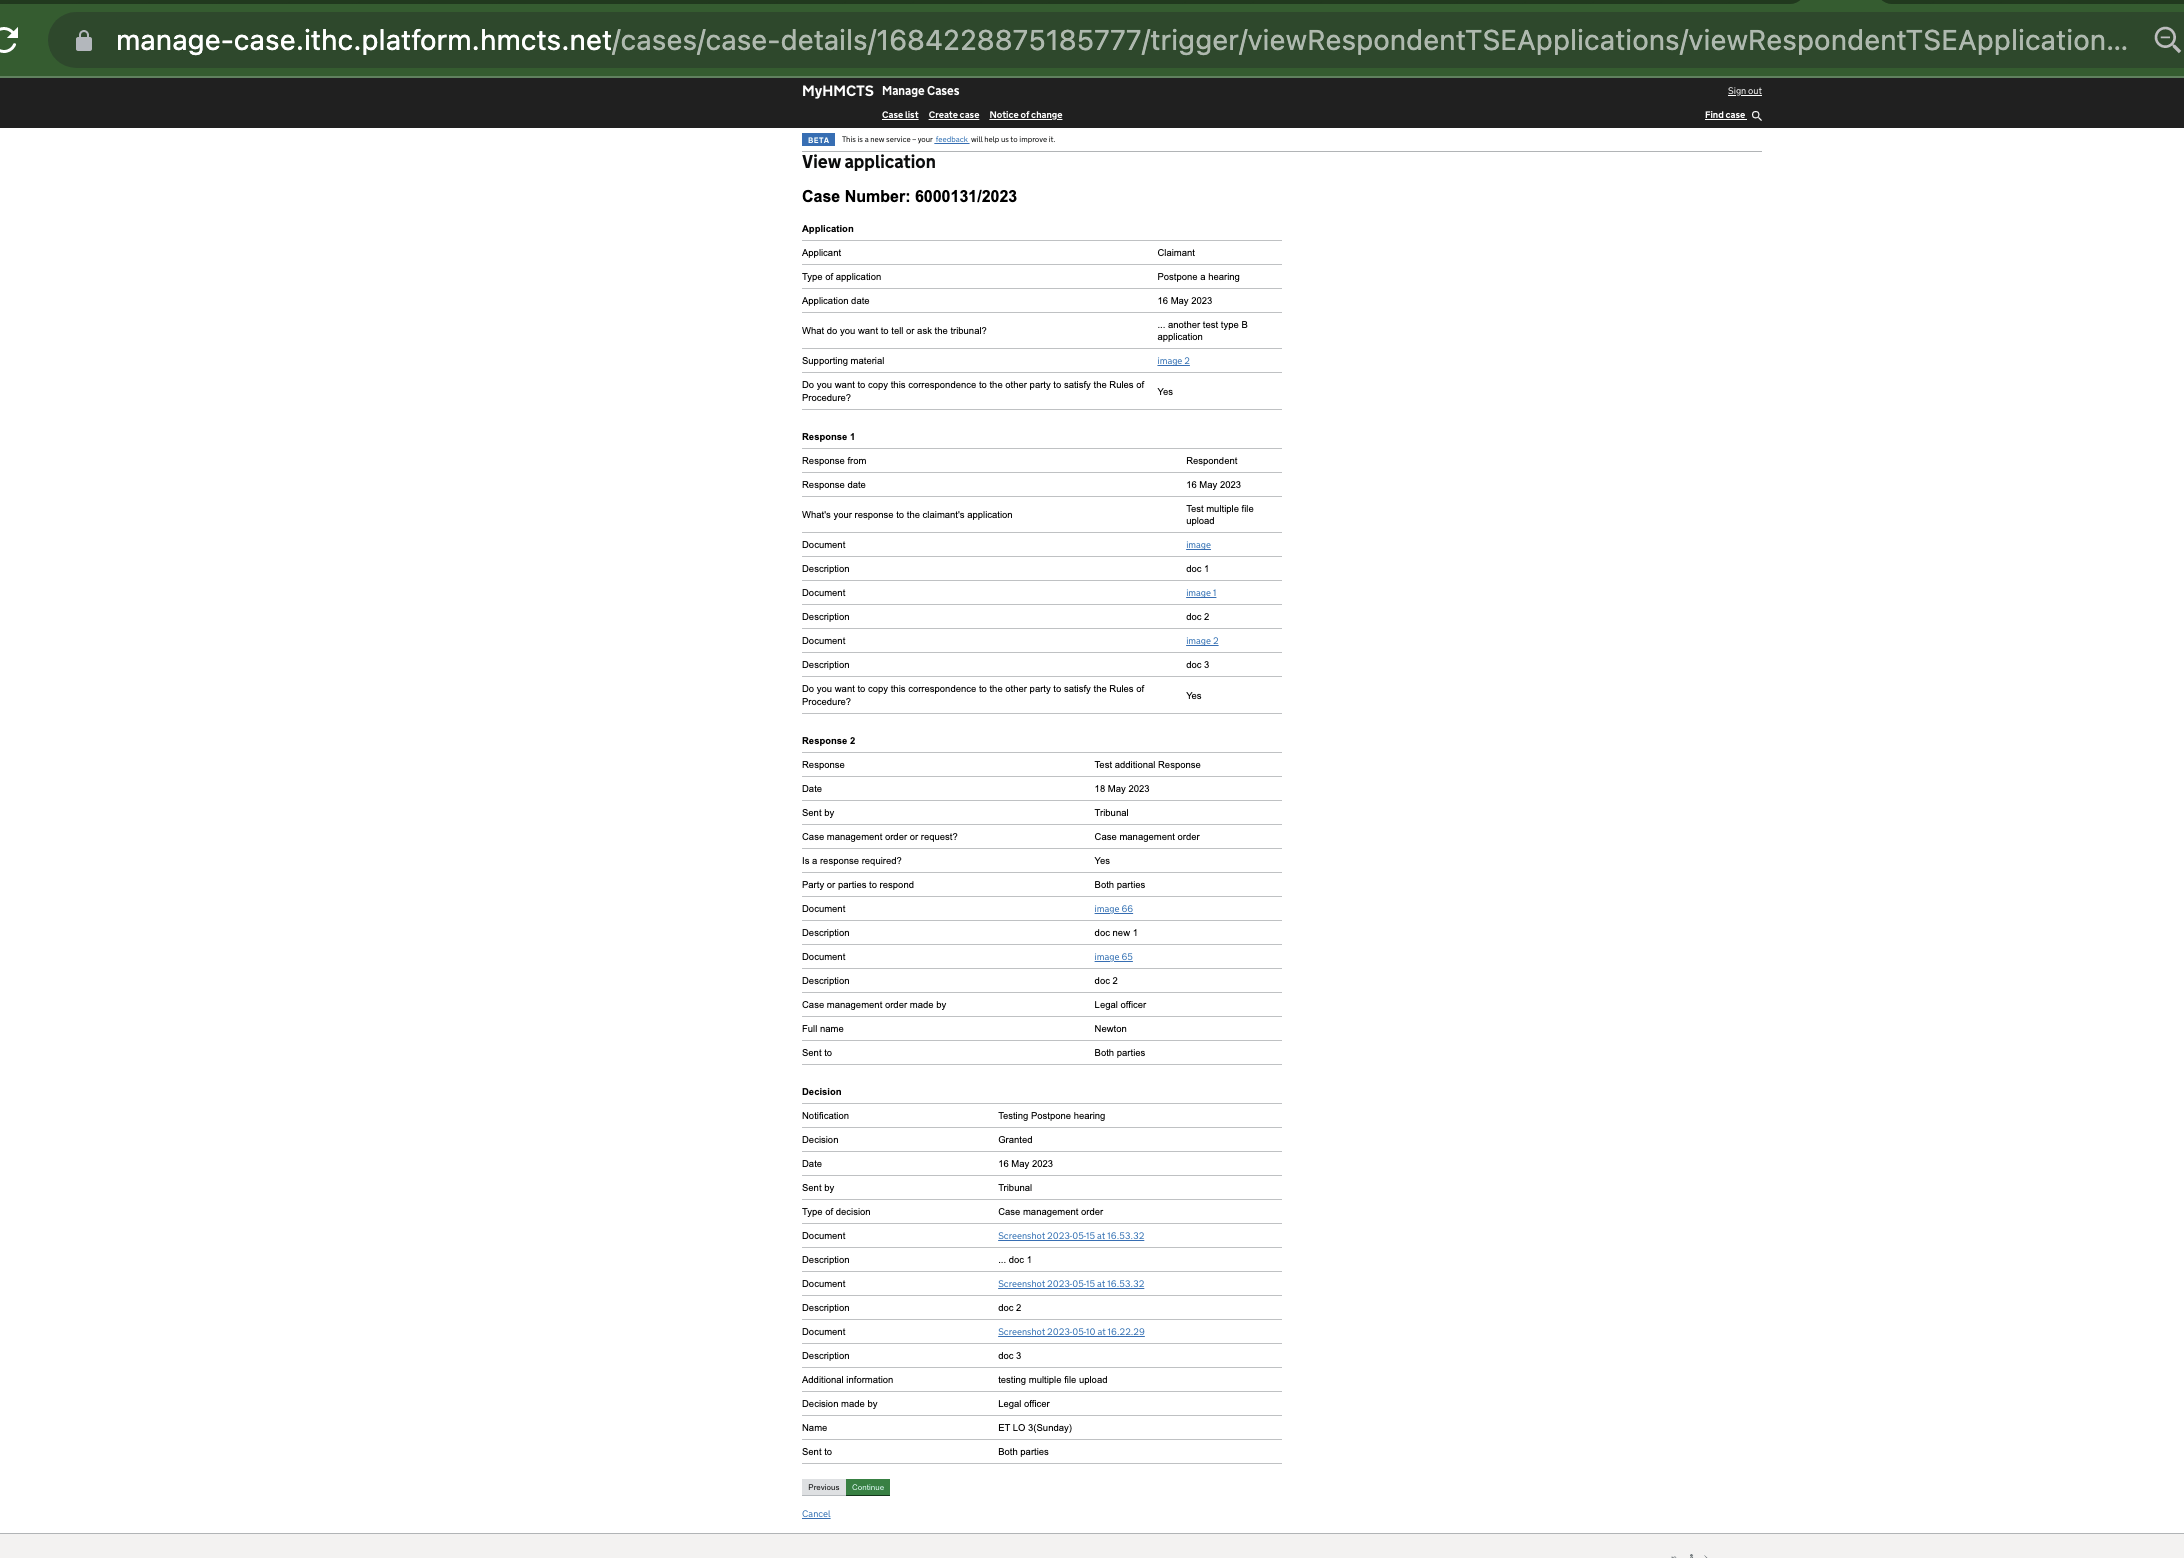 manage-case.ithc.platform.hmcts.net/cases/case-details/1684228875185777/trigger/viewRespondentTSEApplications/viewRespondentTSEApplication...
MyHMCTS Manage Cases Sign out
Case list Create case Notice of change Find case
BETA This is a new service – your feedback will help us to improve it.
View application
Case Number: 6000131/2023
Application
Applicant Claimant
Type of application Postpone a hearing
Application date 16 May 2023
What do you want to tell or ask the tribunal? ... another test type B
application
Supporting material image 2
Do you want to copy this correspondence to the other party to satisfy the Rules of
Procedure? Yes
Response 1
Response from Respondent
Response date 16 May 2023
What's your response to the claimant's application Test multiple file
upload
Document image
Description doc 1
Document image 1
Description doc 2
Document image 2
Description doc 3
Do you want to copy this correspondence to the other party to satisfy the Rules of
Procedure? Yes
Response 2
Response Test additional Response
Date 18 May 2023
Sent by Tribunal
Case management order or request? Case management order
Is a response required? Yes
Party or parties to respond Both parties
Document image 66
Description doc new 1
Document image 65
Description doc 2
Case management order made by Legal officer
Full name Newton
Sent to Both parties
Decision
Notification Testing Postpone hearing
Decision Granted
Date 16 May 2023
Sent by Tribunal
Type of decision Case management order
Document Screenshot 2023-05-15 at 16.53.32
Description ... doc 1
Document Screenshot 2023-05-15 at 16.53.32
Description doc 2
Document Screenshot 2023-05-10 at 16.22.29
Description doc 3
Additional information testing multiple file upload
Decision made by Legal officer
Name ET LO 3(Sunday)
Sent to Both parties
Previous Continue
Cancel